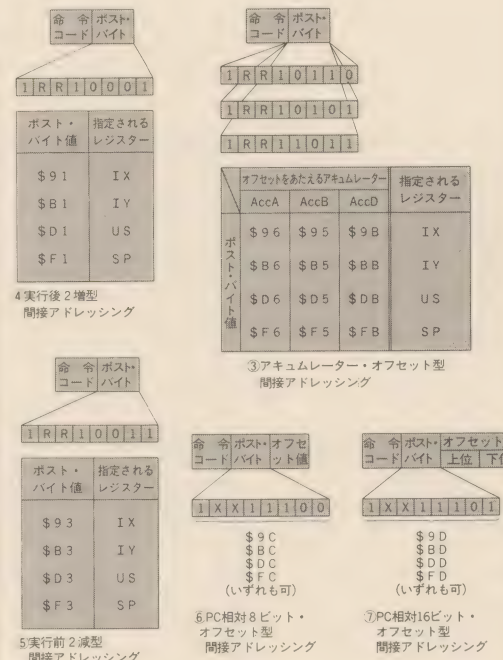 命 令 ポスト・
コード バイト
1 R R 1 0 0 0 1
ポスト・ 指定される
バイト値 レジスター
$91 IX
$B1 IY
$D1 US
$F1 SP
4実行後2増型
間接アドレッシング
命 令 ポスト・
コード バイト
1 R R 1 0 1 1 0
1 R R 1 0 1 0 1
1 R R 1 1 0 1 1
オフセットをあたえるアキュムレーター 指定される
AccA AccB AccD レジスター
ポスト・バイト値
$96 $95 $9B IX
$B6 $B5 $BB IY
$D6 $D5 $DB US
$F6 $F5 $FB SP
③アキュムレーター・オフセット型
間接アドレッシング
命 令 ポスト・
コード バイト
1 R R 1 0 0 1 1
ポスト・ 指定される
バイト値 レジスター
$93 IX
$B3 IY
$D3 US
$F3 SP
5実行前2減型
間接アドレッシング
命 令 ポスト・ オフセ
コード バイト ット値
1 X X 1 1 1 0 0
$9C
$BC
$DC
$FC
(いずれも可)
⑥PC相対8ビット・
オフセット型
間接アドレッシング
命 令 ポスト・ オフセット
コード バイト 上位 下位
1 X X 1 1 1 0 1
$9D
$BD
$DD
$FD
(いずれも可)
⑦PC相対16ビット・
オフセット型
間接アドレッシング